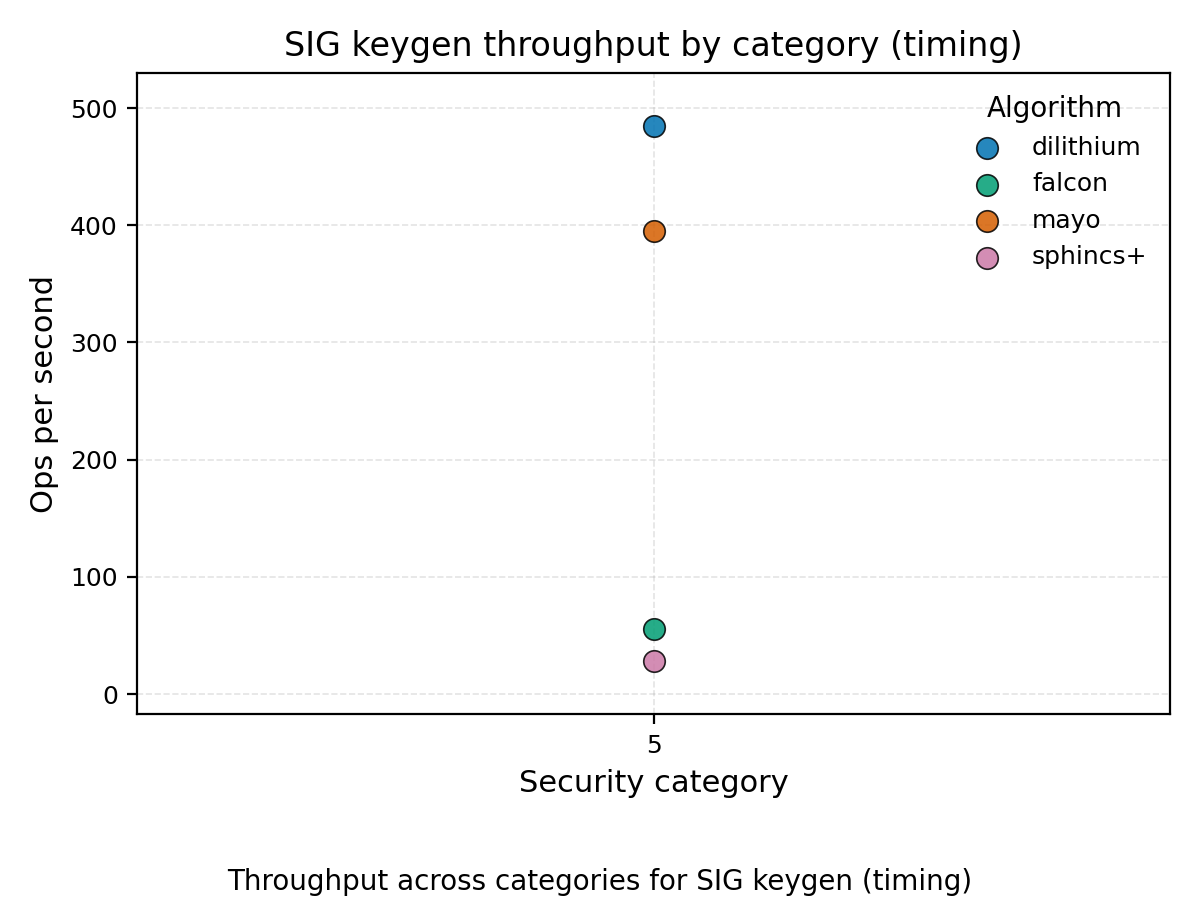 SIG keygen throughput by category (timing)
Ops per second
500
400
300
200
100
0
Algorithm
dilithium
falcon
mayo
sphincs+
5
Security category
Throughput across categories for SIG keygen (timing)